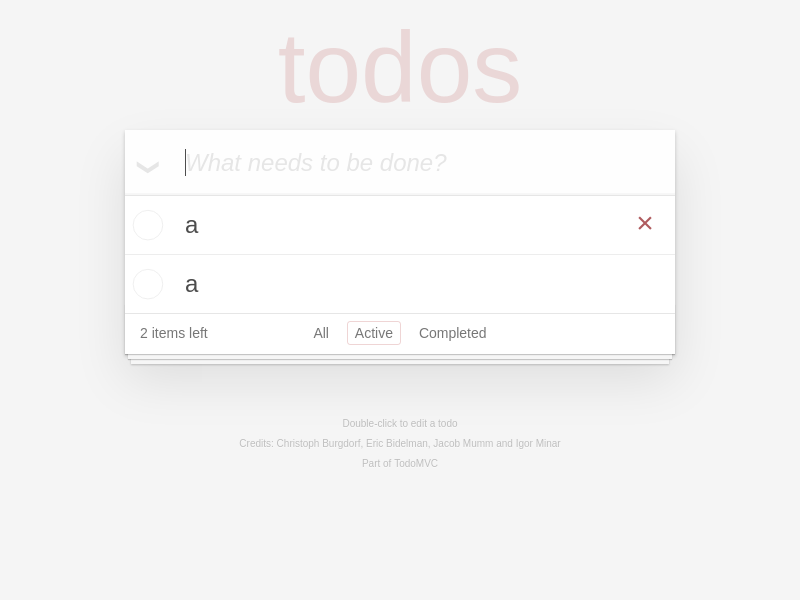 todos
What needs to be done?
a
a
2 items left All Active Completed
Double-click to edit a todo
Credits: Christoph Burgdorf, Eric Bidelman, Jacob Mumm and Igor Minar
Part of TodoMVC